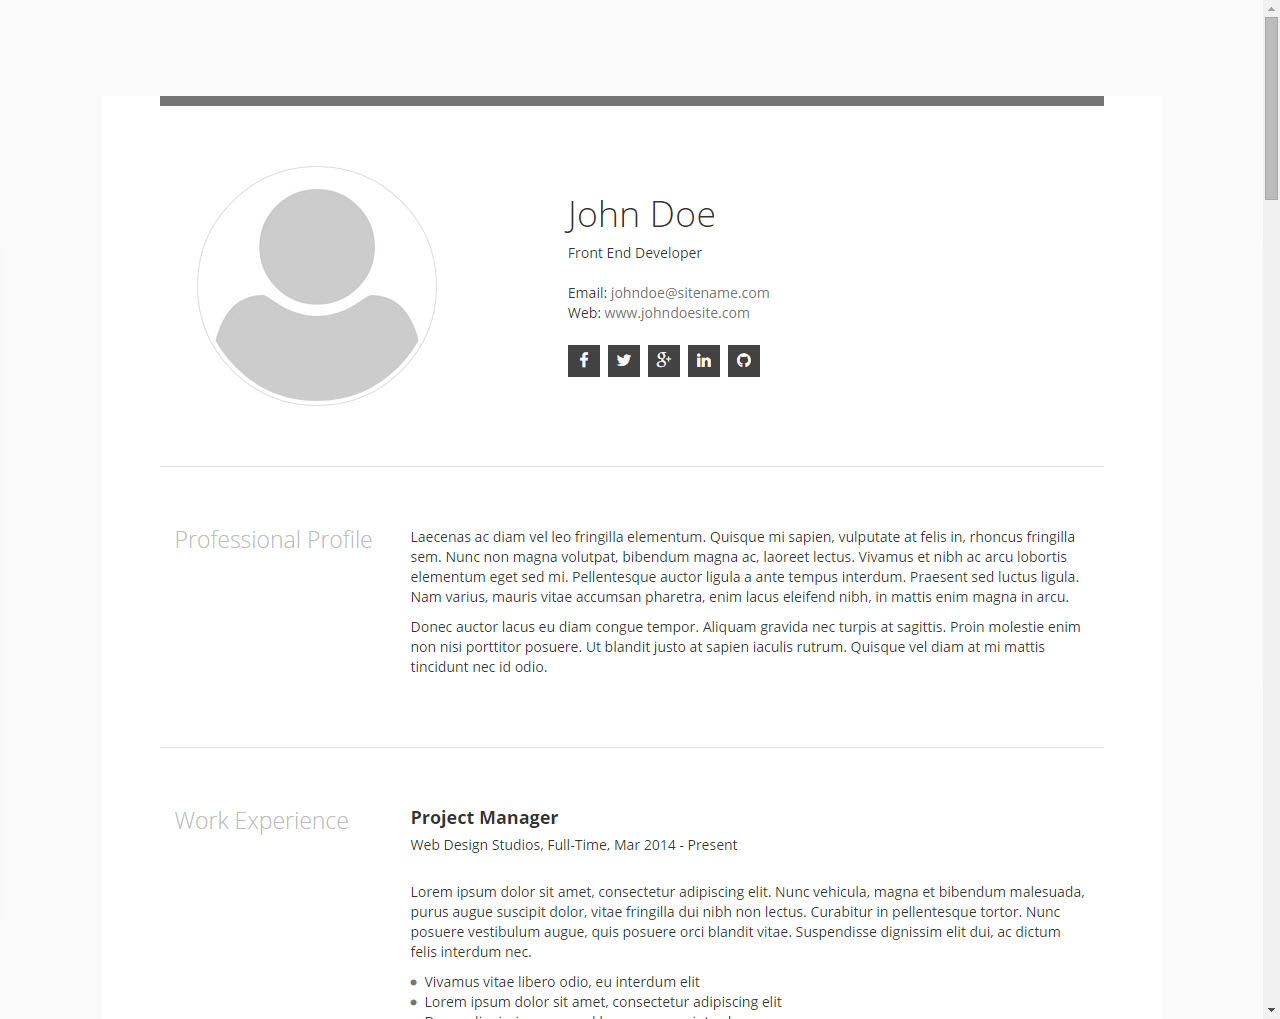 John Doe
Front End Developer
Email: johndoe@sitename.com
Web: www.johndoesite.com
Professional Profile
Laecenas ac diam vel leo fringilla elementum. Quisque mi sapien, vulputate at felis in, rhoncus fringilla
sem. Nunc non magna volutpat, bibendum magna ac, laoreet lectus. Vivamus et nibh ac arcu lobortis
elementum eget sed mi. Pellentesque auctor ligula a ante tempus interdum. Praesent sed luctus ligula.
Nam varius, mauris vitae accumsan pharetra, enim lacus eleifend nibh, in mattis enim magna in arcu.
Donec auctor lacus eu diam congue tempor. Aliquam gravida nec turpis at sagittis. Proin molestie enim
non nisi porttitor posuere. Ut blandit justo at sapien iaculis rutrum. Quisque vel diam at mi mattis
tincidunt nec id odio.
Work Experience
Project Manager
Web Design Studios, Full-Time, Mar 2014 - Present
Lorem ipsum dolor sit amet, consectetur adipiscing elit. Nunc vehicula, magna et bibendum malesuada,
purus augue suscipit dolor, vitae fringilla dui nibh non lectus. Curabitur in pellentesque tortor. Nunc
posuere vestibulum augue, quis posuere orci blandit vitae. Suspendisse dignissim elit dui, ac dictum
felis interdum nec.
Vivamus vitae libero odio, eu interdum elit
Lorem ipsum dolor sit amet, consectetur adipiscing elit